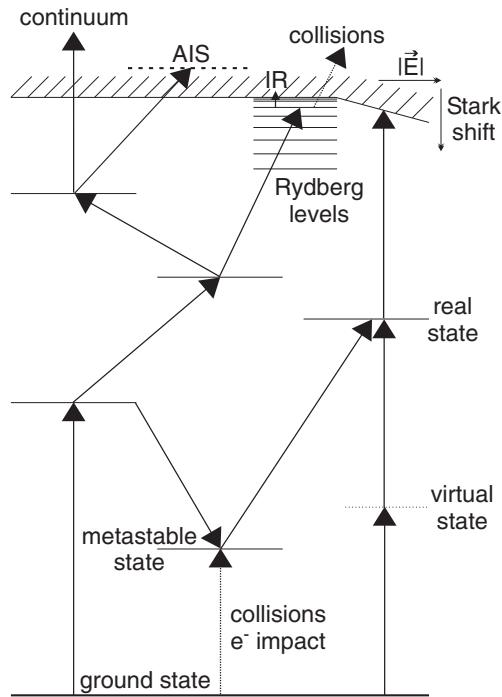 continuum
AIS
collisions
|E⃗|
IR
Stark
shift
Rydberg
levels
real
state
virtual
state
metastable
state
collisions
e⁻ impact
ground state